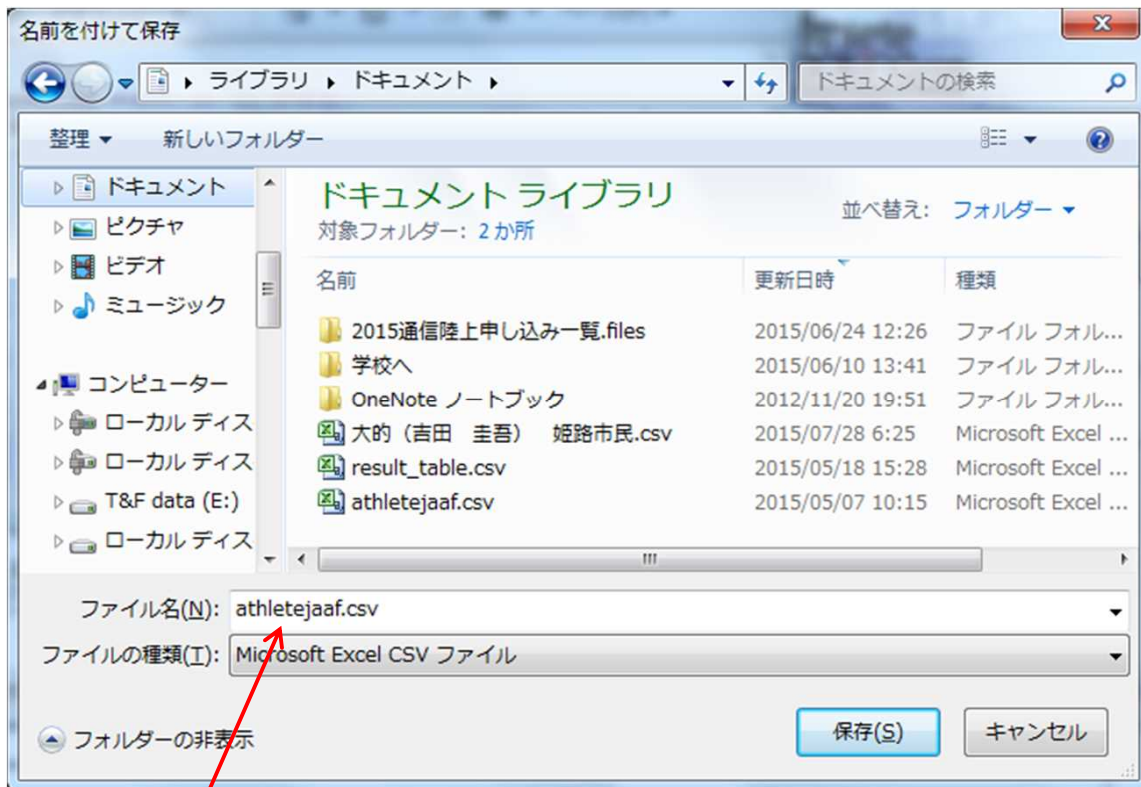 名前を付けて保存
ライブラリ ▸ ドキュメント ▸
ドキュメントの検索
整理 ▼ 新しいフォルダー
ドキュメント
ピクチャ
ビデオ
ミュージック
コンピューター
ローカル ディス
ローカル ディス
T&F data (E:)
ローカル ディス
ドキュメント ライブラリ
対象フォルダー: 2 か所
並べ替え: フォルダー ▼
名前 更新日時 種類
2015通信陸上申し込み一覧.files 2015/06/24 12:26 ファイル フォル...
学校へ 2015/06/10 13:41 ファイル フォル...
OneNote ノートブック 2012/11/20 19:51 ファイル フォル...
大的（吉田　圭吾）　姫路市民.csv 2015/07/28 6:25 Microsoft Excel ...
result_table.csv 2015/05/18 15:28 Microsoft Excel ...
athletejaaf.csv 2015/05/07 10:15 Microsoft Excel ...
ファイル名(N): athletejaaf.csv
ファイルの種類(T): Microsoft Excel CSV ファイル
フォルダーの非表示
保存(S) キャンセル